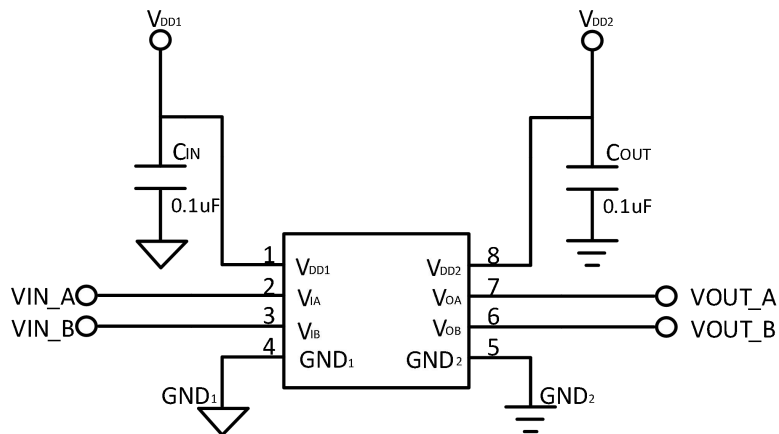 VDD1
VDD2
CIN
0.1uF
COUT
0.1uF
1
VDD1
VDD2
8
VIN_A
2
VIA
VOA
7
VOUT_A
VIN_B
3
VIB
VOB
6
VOUT_B
4
GND1
GND2
5
GND1
GND2